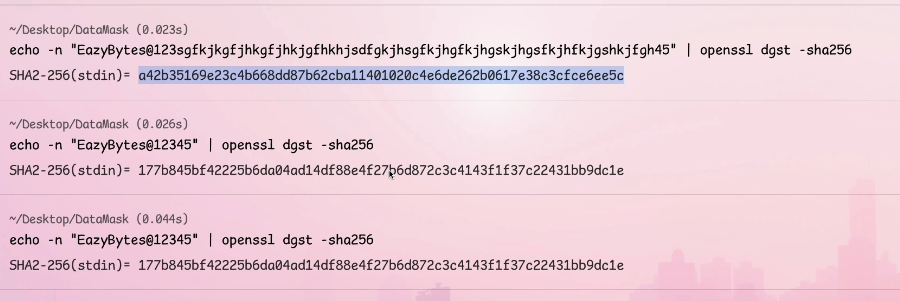 ~/Desktop/DataMask (0.023s)
echo -n "EazyBytes@123sgfkjkgfjhkgfjhkjgfhkhjsdfgkjhsgfkjhgfkjhgskjhgsfkjhfkjgshkjfgh45" | openssl dgst -sha256
SHA2-256(stdin)= a42b35169e23c4b668dd87b62cba11401020c4e6de262b0617e38c3cfce6ee5c
~/Desktop/DataMask (0.026s)
echo -n "EazyBytes@12345" | openssl dgst -sha256
SHA2-256(stdin)= 177b845bf42225b6da04ad14df88e4f27b6d872c3c4143f1f37c22431bb9dc1e
~/Desktop/DataMask (0.044s)
echo -n "EazyBytes@12345" | openssl dgst -sha256
SHA2-256(stdin)= 177b845bf42225b6da04ad14df88e4f27b6d872c3c4143f1f37c22431bb9dc1e